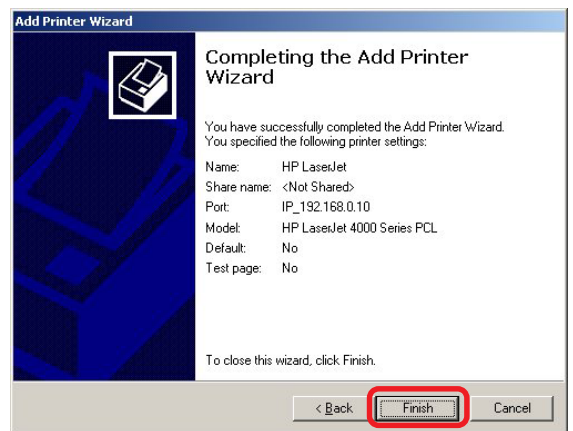 Add Printer Wizard
Completing the Add Printer
Wizard
You have successfully completed the Add Printer Wizard.
You specified the following printer settings:
Name: HP LaserJet
Share name: <Not Shared>
Port: IP_192.168.0.10
Model: HP LaserJet 4000 Series PCL
Default: No
Test page: No
To close this wizard, click Finish.
< Back Finish Cancel